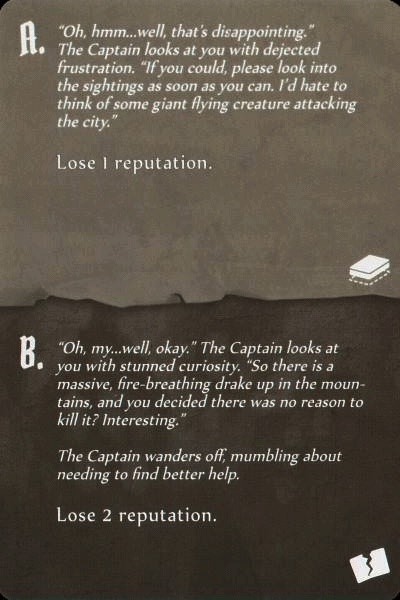 A.
“Oh, hmm...well, that’s disappointing.”
The Captain looks at you with dejected
frustration. “If you could, please look into
the sightings as soon as you can. I’d hate to
think of some giant flying creature attacking
the city.”
Lose 1 reputation.
B.
“Oh, my...well, okay.” The Captain looks at
you with stunned curiosity. “So there is a
massive, fire-breathing drake up in the moun-
tains, and you decided there was no reason to
kill it? Interesting.”
The Captain wanders off, mumbling about
needing to find better help.
Lose 2 reputation.